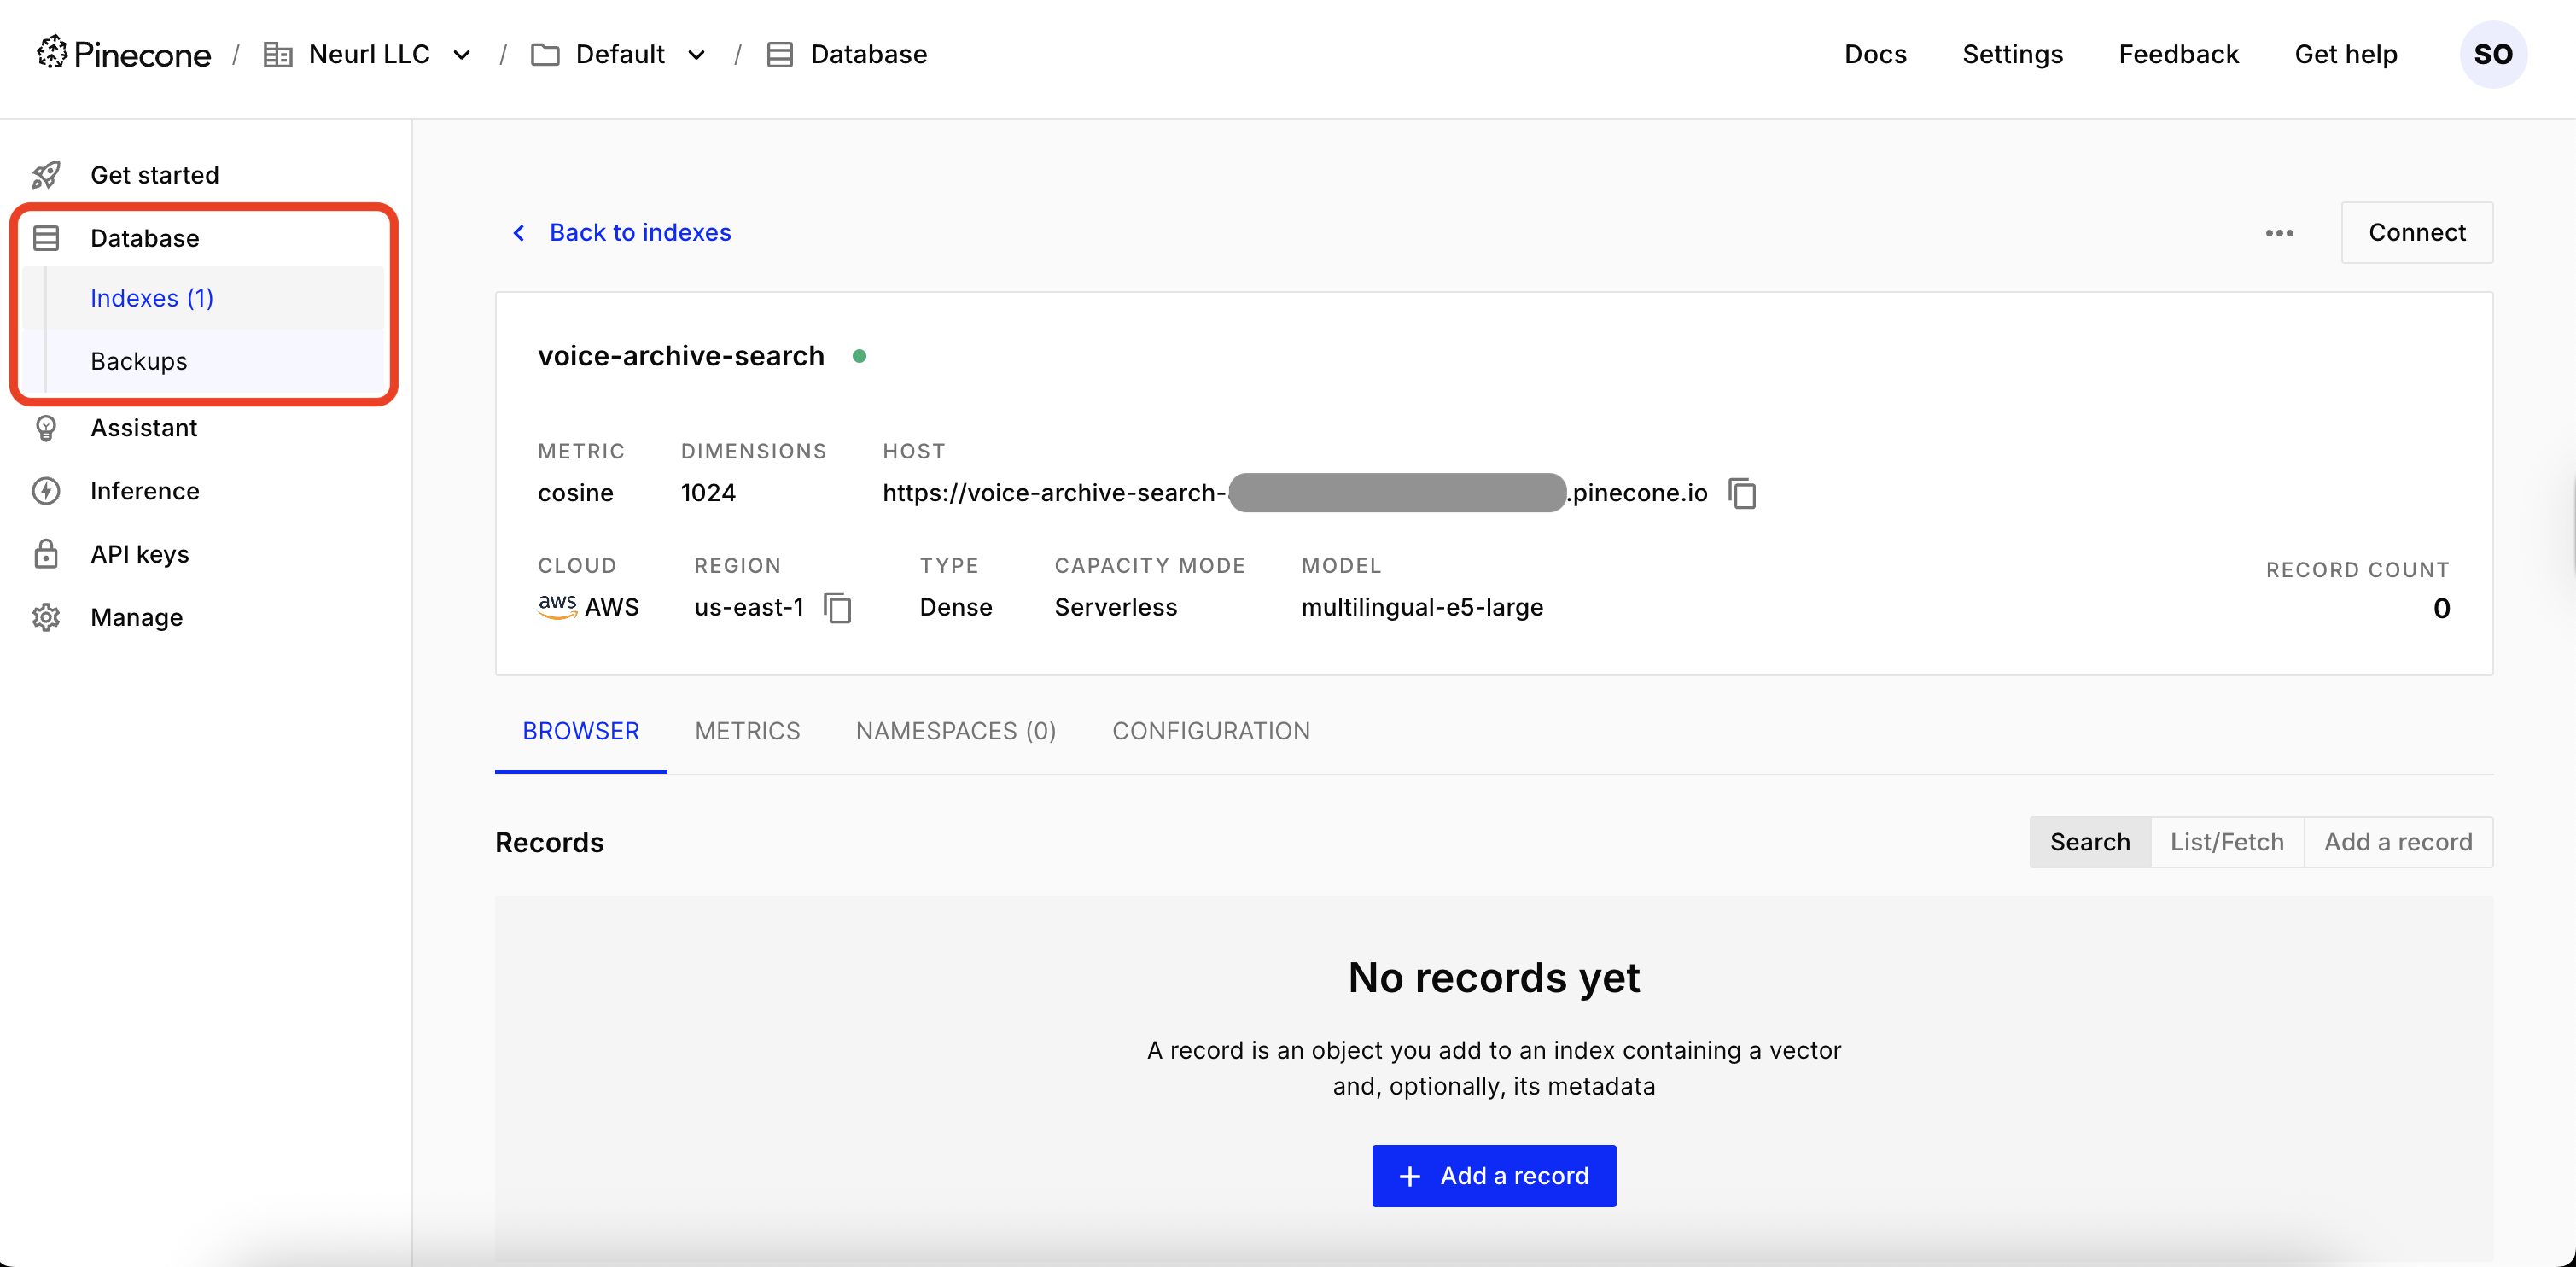 Pinecone / Neurl LLC / Default / Database Docs Settings Feedback Get help SO
Get started
Database
Indexes (1)
Backups
Assistant
Inference
API keys
Manage
Back to indexes ••• Connect
voice-archive-search
METRIC DIMENSIONS HOST
cosine 1024 https://voice-archive-search- .pinecone.io
CLOUD REGION TYPE CAPACITY MODE MODEL RECORD COUNT
aws AWS us-east-1 Dense Serverless multilingual-e5-large 0
BROWSER METRICS NAMESPACES (0) CONFIGURATION
Records Search List/Fetch Add a record
No records yet
A record is an object you add to an index containing a vector
and, optionally, its metadata
+ Add a record